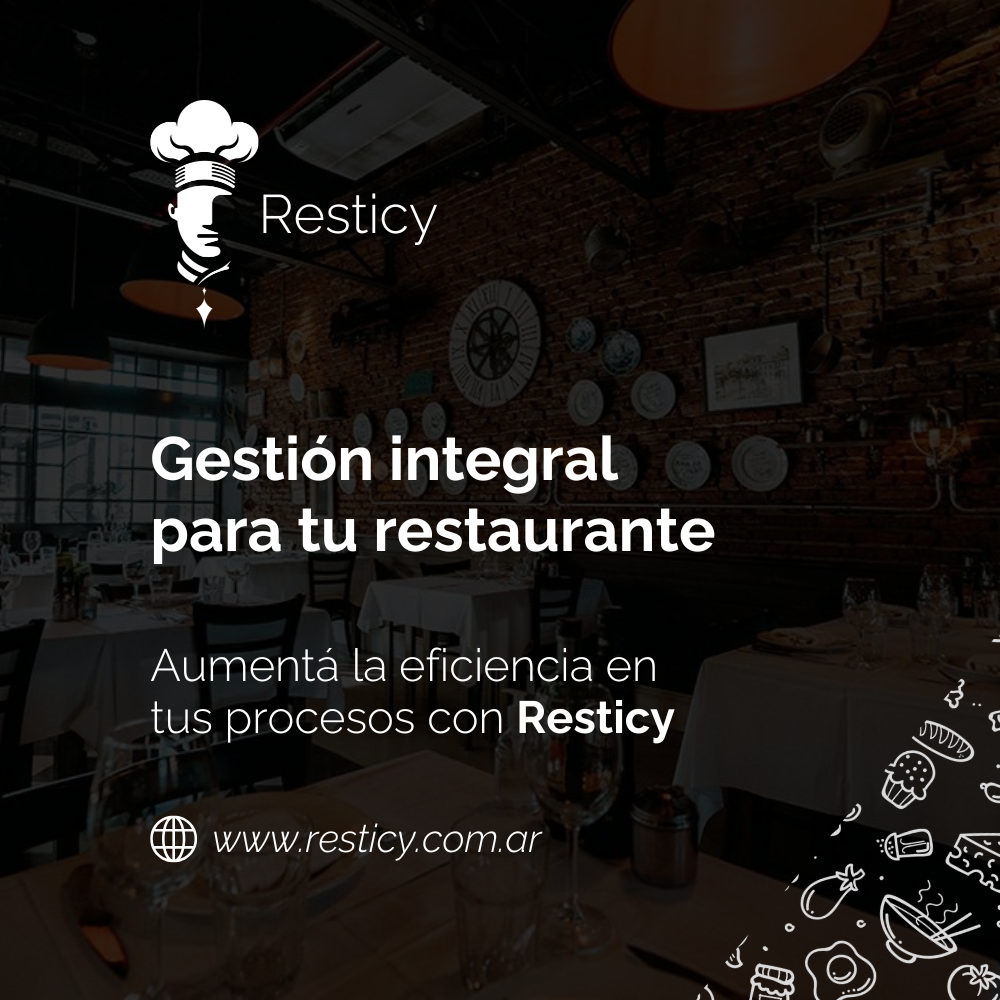 Resticy
Gestión integral
para tu restaurante
Aumentá la eficiencia en
tus procesos con Resticy
www.resticy.com.ar